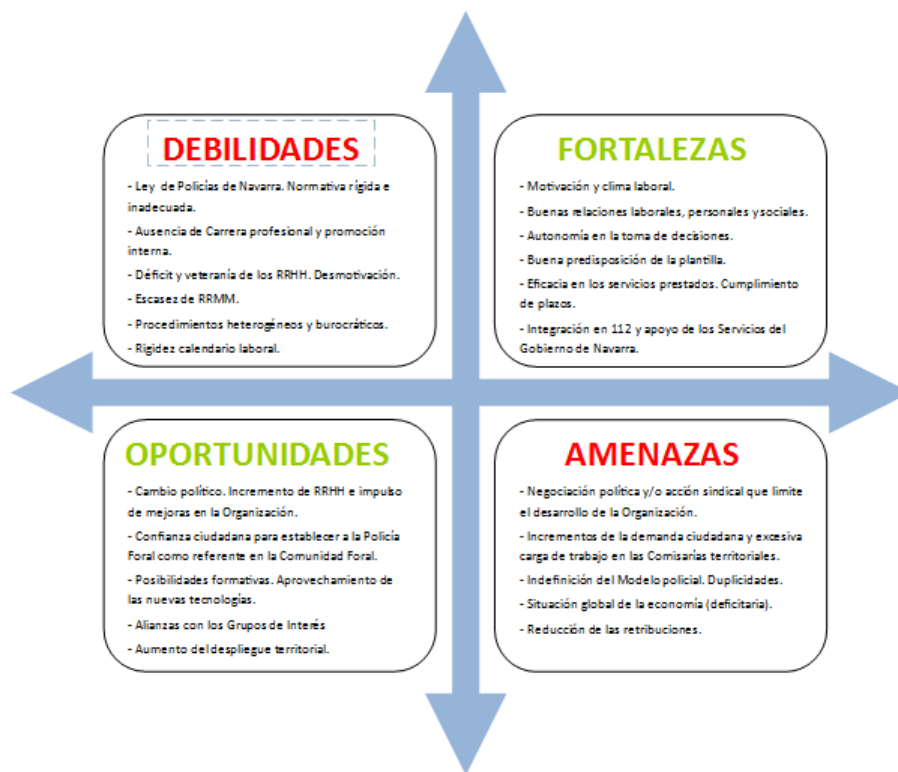 DEBILIDADES
- Ley de Policías de Navarra. Normativa rígida e
inadecuada.
- Ausencia de Carrera profesional y promoción
interna.
- Déficit y veteranía de los RRHH. Desmotivación.
- Escasez de RRMM.
- Procedimientos heterogéneos y burocráticos.
- Rigidez calendario laboral.
FORTALEZAS
- Motivación y clima laboral.
- Buenas relaciones laborales, personales y sociales.
- Autonomía en la toma de decisiones.
- Buena predisposición de la plantilla.
- Eficacia en los servicios prestados. Cumplimiento
de plazos.
- Integración en 112 y apoyo de los Servicios del
Gobierno de Navarra.
OPORTUNIDADES
- Cambio político. Incremento de RRHH e impulso
de mejoras en la Organización.
- Confianza ciudadana para establecer a la Policía
Foral como referente en la Comunidad Foral.
- Posibilidades formativas. Aprovechamiento de
las nuevas tecnologías.
- Alianzas con los Grupos de Interés
- Aumento del despliegue territorial.
AMENAZAS
- Negociación política y/o acción sindical que limite
el desarrollo de la Organización.
- Incrementos de la demanda ciudadana y excesiva
carga de trabajo en las Comisarías territoriales.
- Indefinición del Modelo policial. Duplicidades.
- Situación global de la economía (deficitaria).
- Reducción de las retribuciones.